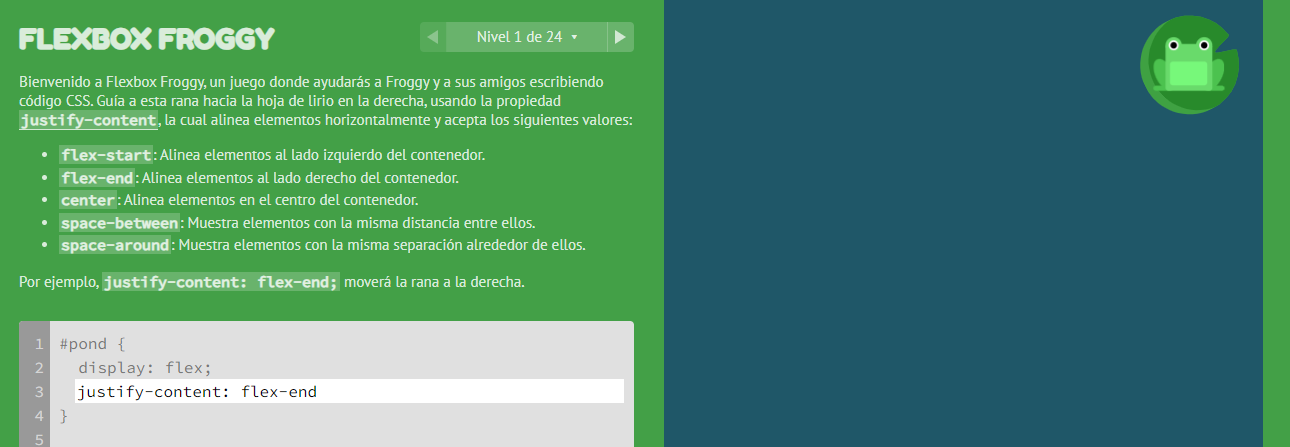 FLEXBOX FROGGY
Nivel 1 de 24
Bienvenido a Flexbox Froggy, un juego donde ayudarás a Froggy y a sus amigos escribiendo
código CSS. Guía a esta rana hacia la hoja de lirio en la derecha, usando la propiedad
justify-content, la cual alinea elementos horizontalmente y acepta los siguientes valores:
• flex-start: Alinea elementos al lado izquierdo del contenedor.
• flex-end: Alinea elementos al lado derecho del contenedor.
• center: Alinea elementos en el centro del contenedor.
• space-between: Muestra elementos con la misma distancia entre ellos.
• space-around: Muestra elementos con la misma separación alrededor de ellos.
Por ejemplo, justify-content: flex-end; moverá la rana a la derecha.
1 #pond {
2 display: flex;
3 justify-content: flex-end
4 }
5